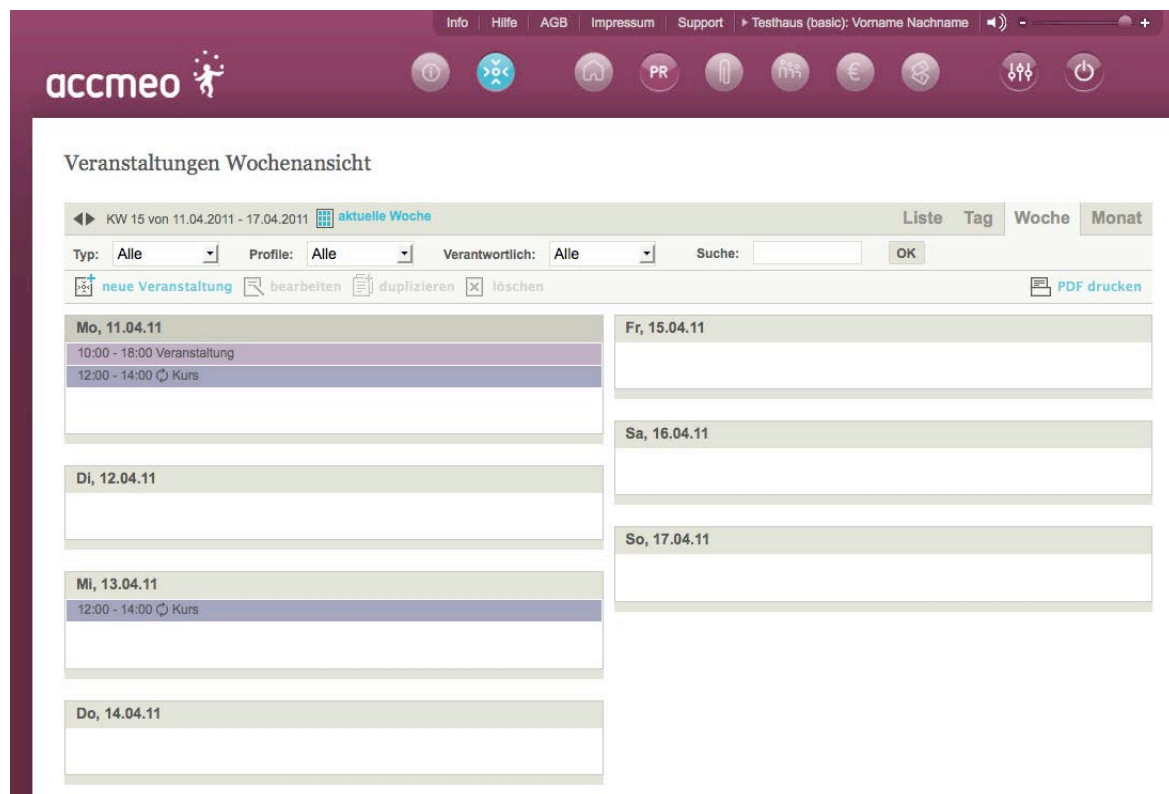 Info Hilfe AGB Impressum Support Testhaus (basic): Vorname Nachname - +
accmeo
PR €
Veranstaltungen Wochenansicht
KW 15 von 11.04.2011 - 17.04.2011 aktuelle Woche Liste Tag Woche Monat
Typ: Alle Profile: Alle Verantwortlich: Alle Suche: OK
neue Veranstaltung bearbeiten duplizieren löschen PDF drucken
Mo, 11.04.11
10:00 - 18:00 Veranstaltung
12:00 - 14:00 Kurs
Di, 12.04.11
Mi, 13.04.11
12:00 - 14:00 Kurs
Do, 14.04.11
Fr, 15.04.11
Sa, 16.04.11
So, 17.04.11